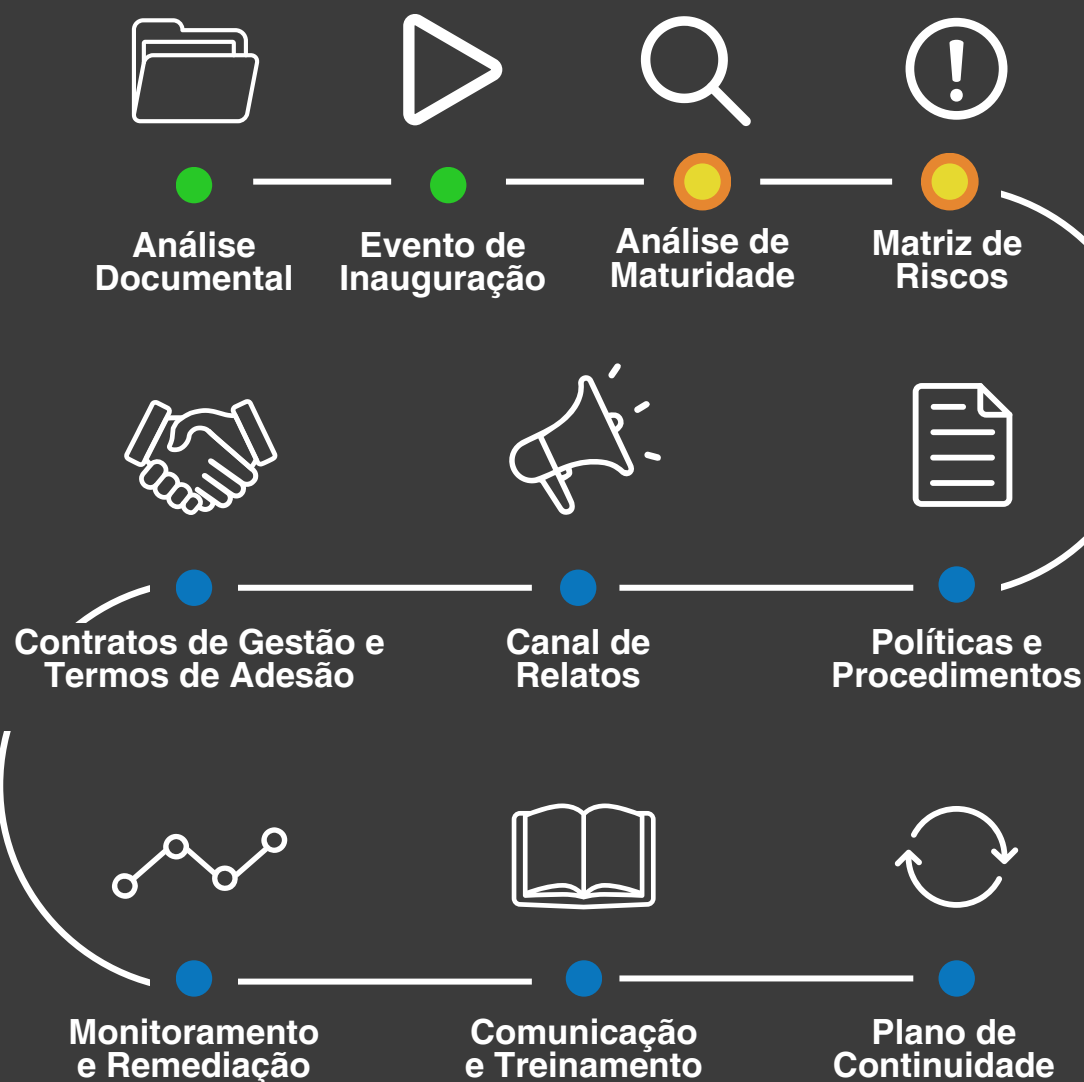 Análise
Documental
Evento de
Inauguração
Análise de
Maturidade
Matriz de
Riscos
Contratos de Gestão e
Termos de Adesão
Canal de
Relatos
Políticas e
Procedimentos
Monitoramento
e Remediação
Comunicação
e Treinamento
Plano de
Continuidade